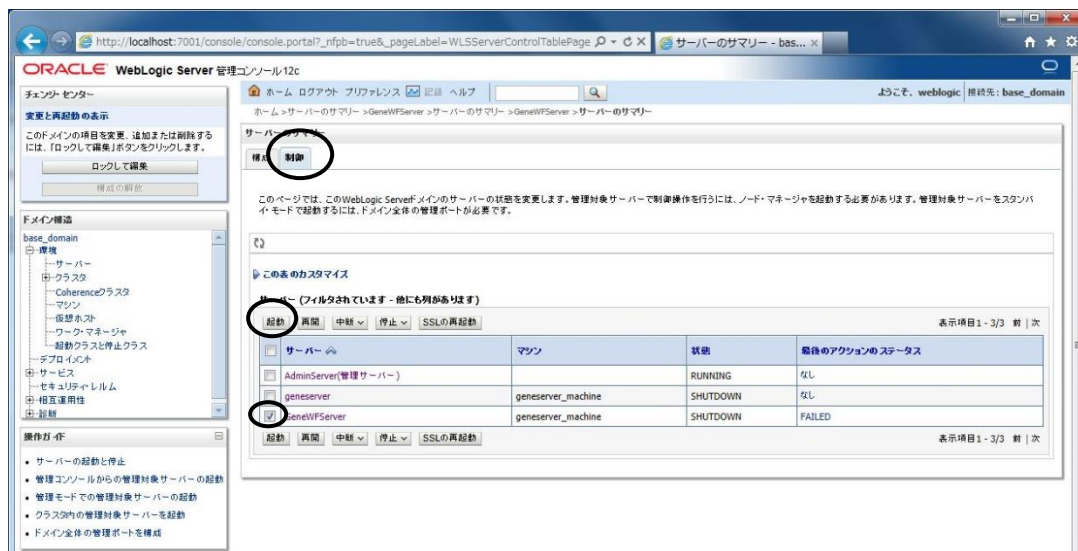 http://localhost:7001/console/console.portal?_nfpb=true&_pageLabel=WLSServerControlTablePage
サーバーのサマリー - bas...
ORACLE WebLogic Server 管理コンソール12c
チェンジ・センター
変更と再起動の表示
このドメインの項目を変更、追加または削除する
には、「ロックして編集」ボタンをクリックします。
ロックして編集
構成の解放
ドメイン構造
base_domain
環境
サーバー
クラスタ
Coherenceクラスタ
マシン
仮想ホスト
ワーク・マネージャ
起動クラスと停止クラス
デプロイメント
サービス
セキュリティ・レルム
相互運用性
診断
操作ガイド
サーバーの起動と停止
管理コンソールからの管理対象サーバーの起動
管理モードでの管理対象サーバーの起動
クラスタ内の管理対象サーバーを起動
ドメイン全体の管理ポートを構成
ホーム ログアウト プリファレンス 記録 ヘルプ
ようこそ、weblogic 接続先: base_domain
ホーム >サーバーのサマリー >GeneWFServer >サーバーのサマリー >GeneWFServer >サーバーのサマリー
サーバーのサマリー
構成 制御
このページでは、このWebLogic Serverドメインのサーバーの状態を変更します。管理対象サーバーで制御操作を行うには、ノード・マネージャを起動する必要があります。管理対象サーバーをスタンバ
イ・モードで起動するには、ドメイン全体の管理ポートが必要です。
この表のカスタマイズ
サーバー (フィルタされています - 他にも列があります)
起動 再開 中断 停止 SSLの再起動 表示項目1 - 3/3 前 | 次
サーバー マシン 状態 最後のアクションのステータス
AdminServer(管理サーバー) RUNNING なし
geneserver geneserver_machine SHUTDOWN なし
GeneWFServer geneserver_machine SHUTDOWN FAILED
起動 再開 中断 停止 SSLの再起動 表示項目1 - 3/3 前 | 次